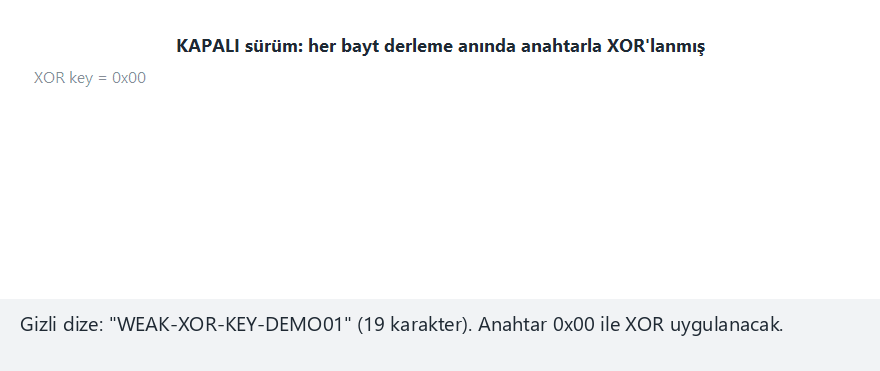 KAPALI sürüm: her bayt derleme anında anahtarla XOR'lanmış
XOR key = 0x00
Gizli dize: "WEAK-XOR-KEY-DEMO01" (19 karakter). Anahtar 0x00 ile XOR uygulanacak.